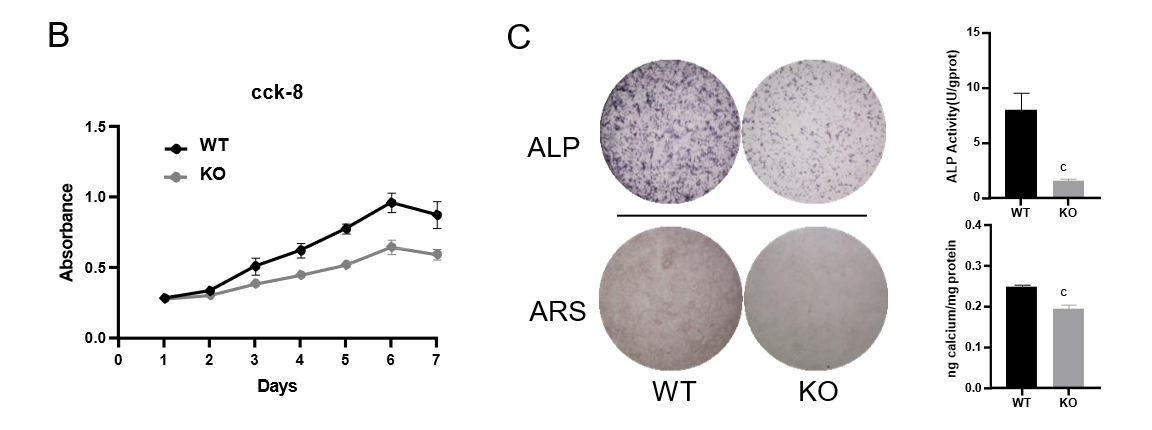 B
cck-8
Absorbance
1.5
1.0
0.5
0.0
WT
KO
0 1 2 3 4 5 6 7
Days
C
ALP
ARS
WT KO
ALP Activity(U/gprot)
15
10
5
0
c
WT KO
ng calcium/mg protein
0.4
0.3
0.2
0.1
0.0
c
WT KO